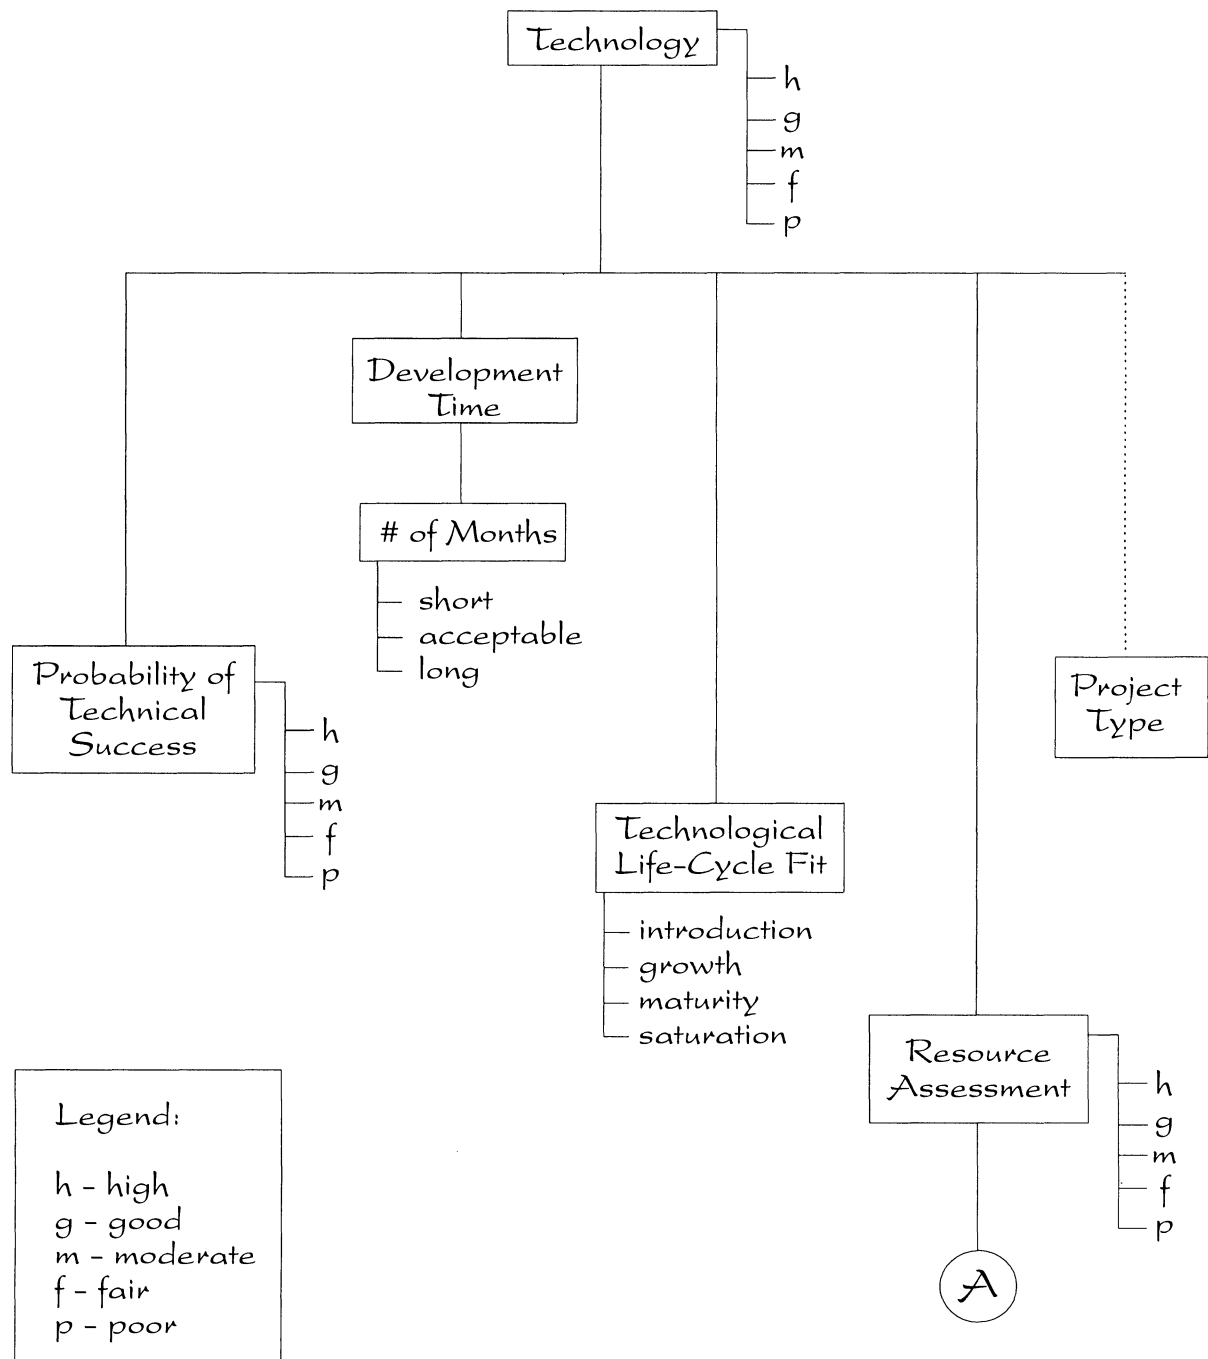 Technology
h
g
m
f
p
Development
Time
# of Months
short
acceptable
long
Probability of
Technical
Success
h
g
m
f
p
Project
Type
Technological
Life-Cycle Fit
introduction
growth
maturity
saturation
Resource
Assessment
h
g
m
f
p
A
Legend:
h - high
g - good
m - moderate
f - fair
p - poor